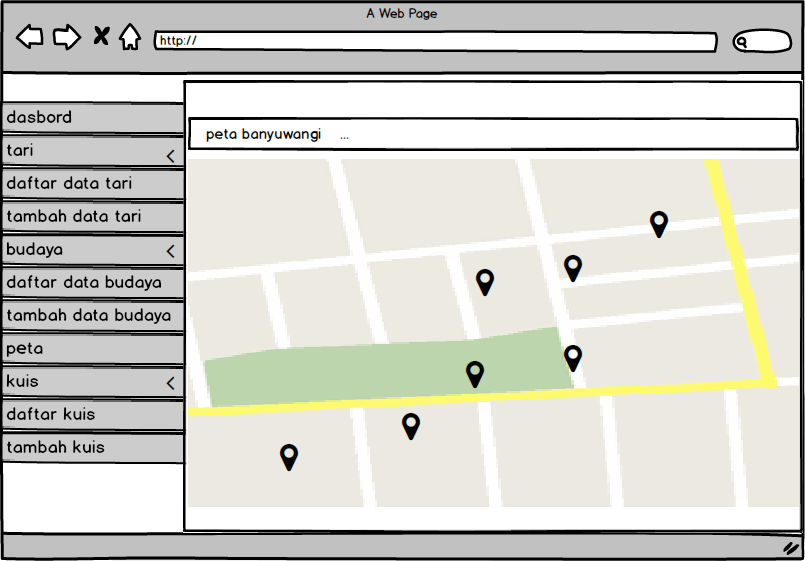 A Web Page
http://
dasbord
tari
daftar data tari
tambah data tari
budaya
daftar data budaya
tambah data budaya
peta
kuis
daftar kuis
tambah kuis
peta banyuwangi ...